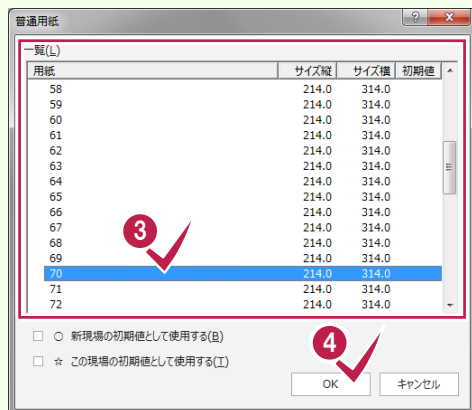 普通用紙
一覧(L)
用紙 サイズ縦 サイズ横 初期値
58 214.0 314.0
59 214.0 314.0
60 214.0 314.0
61 214.0 314.0
62 214.0 314.0
63 214.0 314.0
64 214.0 314.0
65 214.0 314.0
66 214.0 314.0
67 214.0 314.0
68 214.0 314.0
69 214.0 314.0
70 214.0 314.0
71 214.0 314.0
72 214.0 314.0
3
○ 新現場の初期値として使用する(B)
☆ この現場の初期値として使用する(T)
4
OK キャンセル